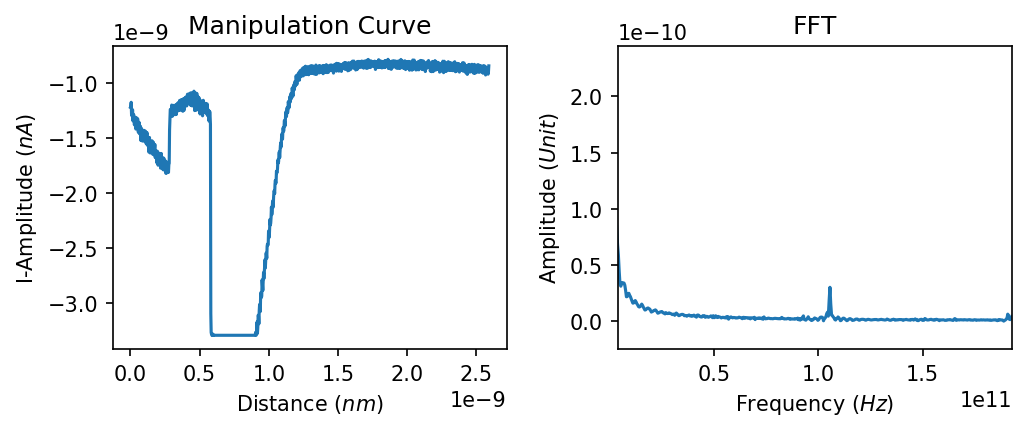 Manipulation Curve
1e−9
I-Amplitude (nA)
−1.0
−1.5
−2.0
−2.5
−3.0
0.0 0.5 1.0 1.5 2.0 2.5
Distance (nm)
1e−9
FFT
1e−10
Amplitude (Unit)
2.0
1.5
1.0
0.5
0.0
0.5 1.0 1.5
Frequency (Hz)
1e11